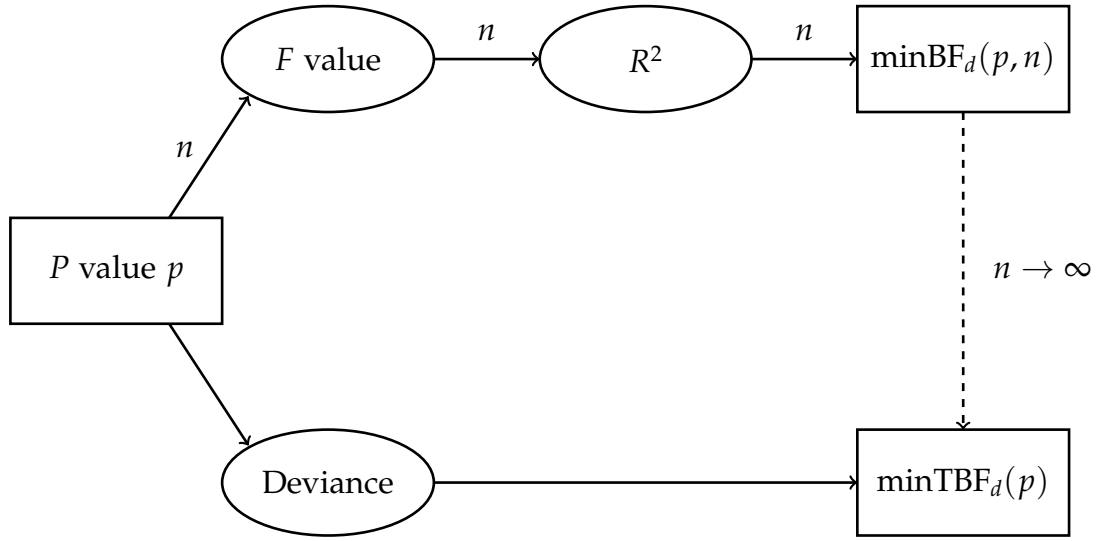 F value
n
R²
n
minBF_d(p, n)
n
P value p
n → ∞
Deviance
minTBF_d(p)